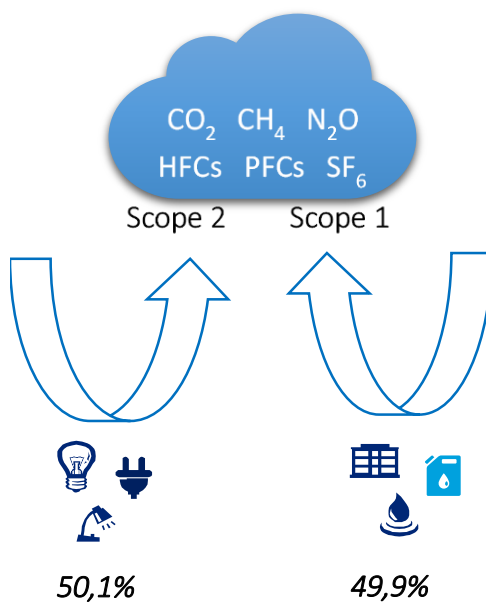 CO₂ CH₄ N₂O
HFCs PFCs SF₆
Scope 2 Scope 1
50,1% 49,9%